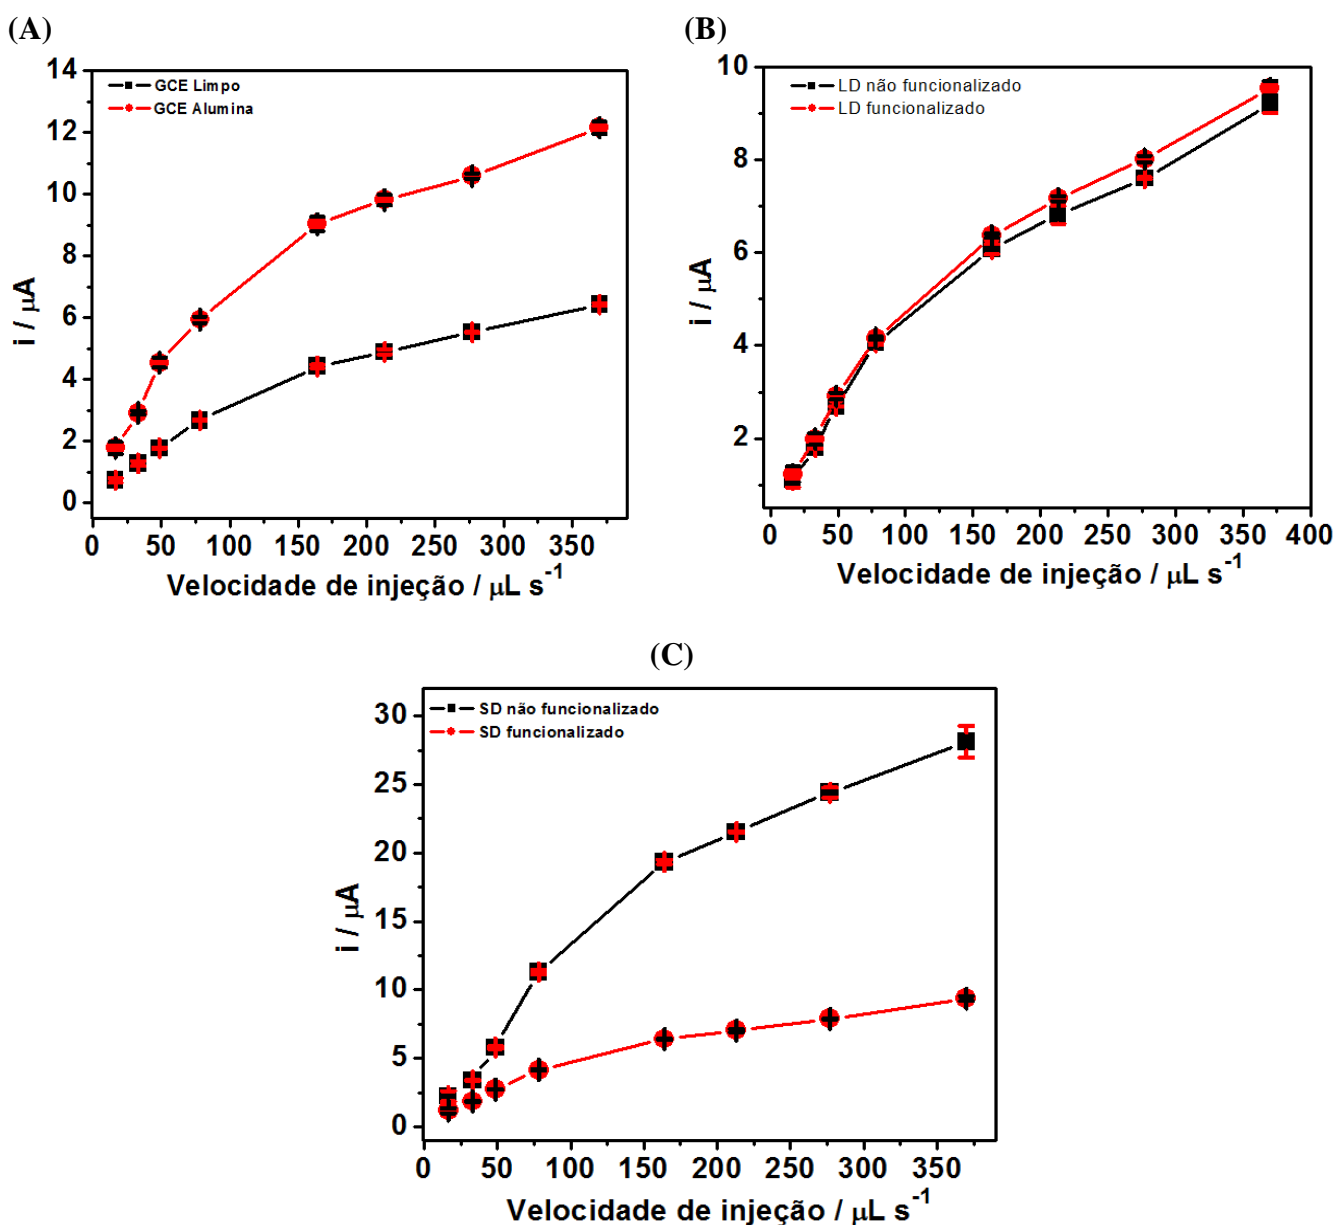 (A)
GCE Limpo
GCE Alumina
14
12
10
8
6
4
2
0
i / μA
0 50 100 150 200 250 300 350
Velocidade de injeção / μL s⁻¹
(B)
LD não funcionalizado
LD funcionalizado
10
8
6
4
2
i / μA
0 50 100 150 200 250 300 350 400
Velocidade de injeção / μL s⁻¹
(C)
SD não funcionalizado
SD funcionalizado
30
25
20
15
10
5
0
i / μA
0 50 100 150 200 250 300 350
Velocidade de injeção / μL s⁻¹